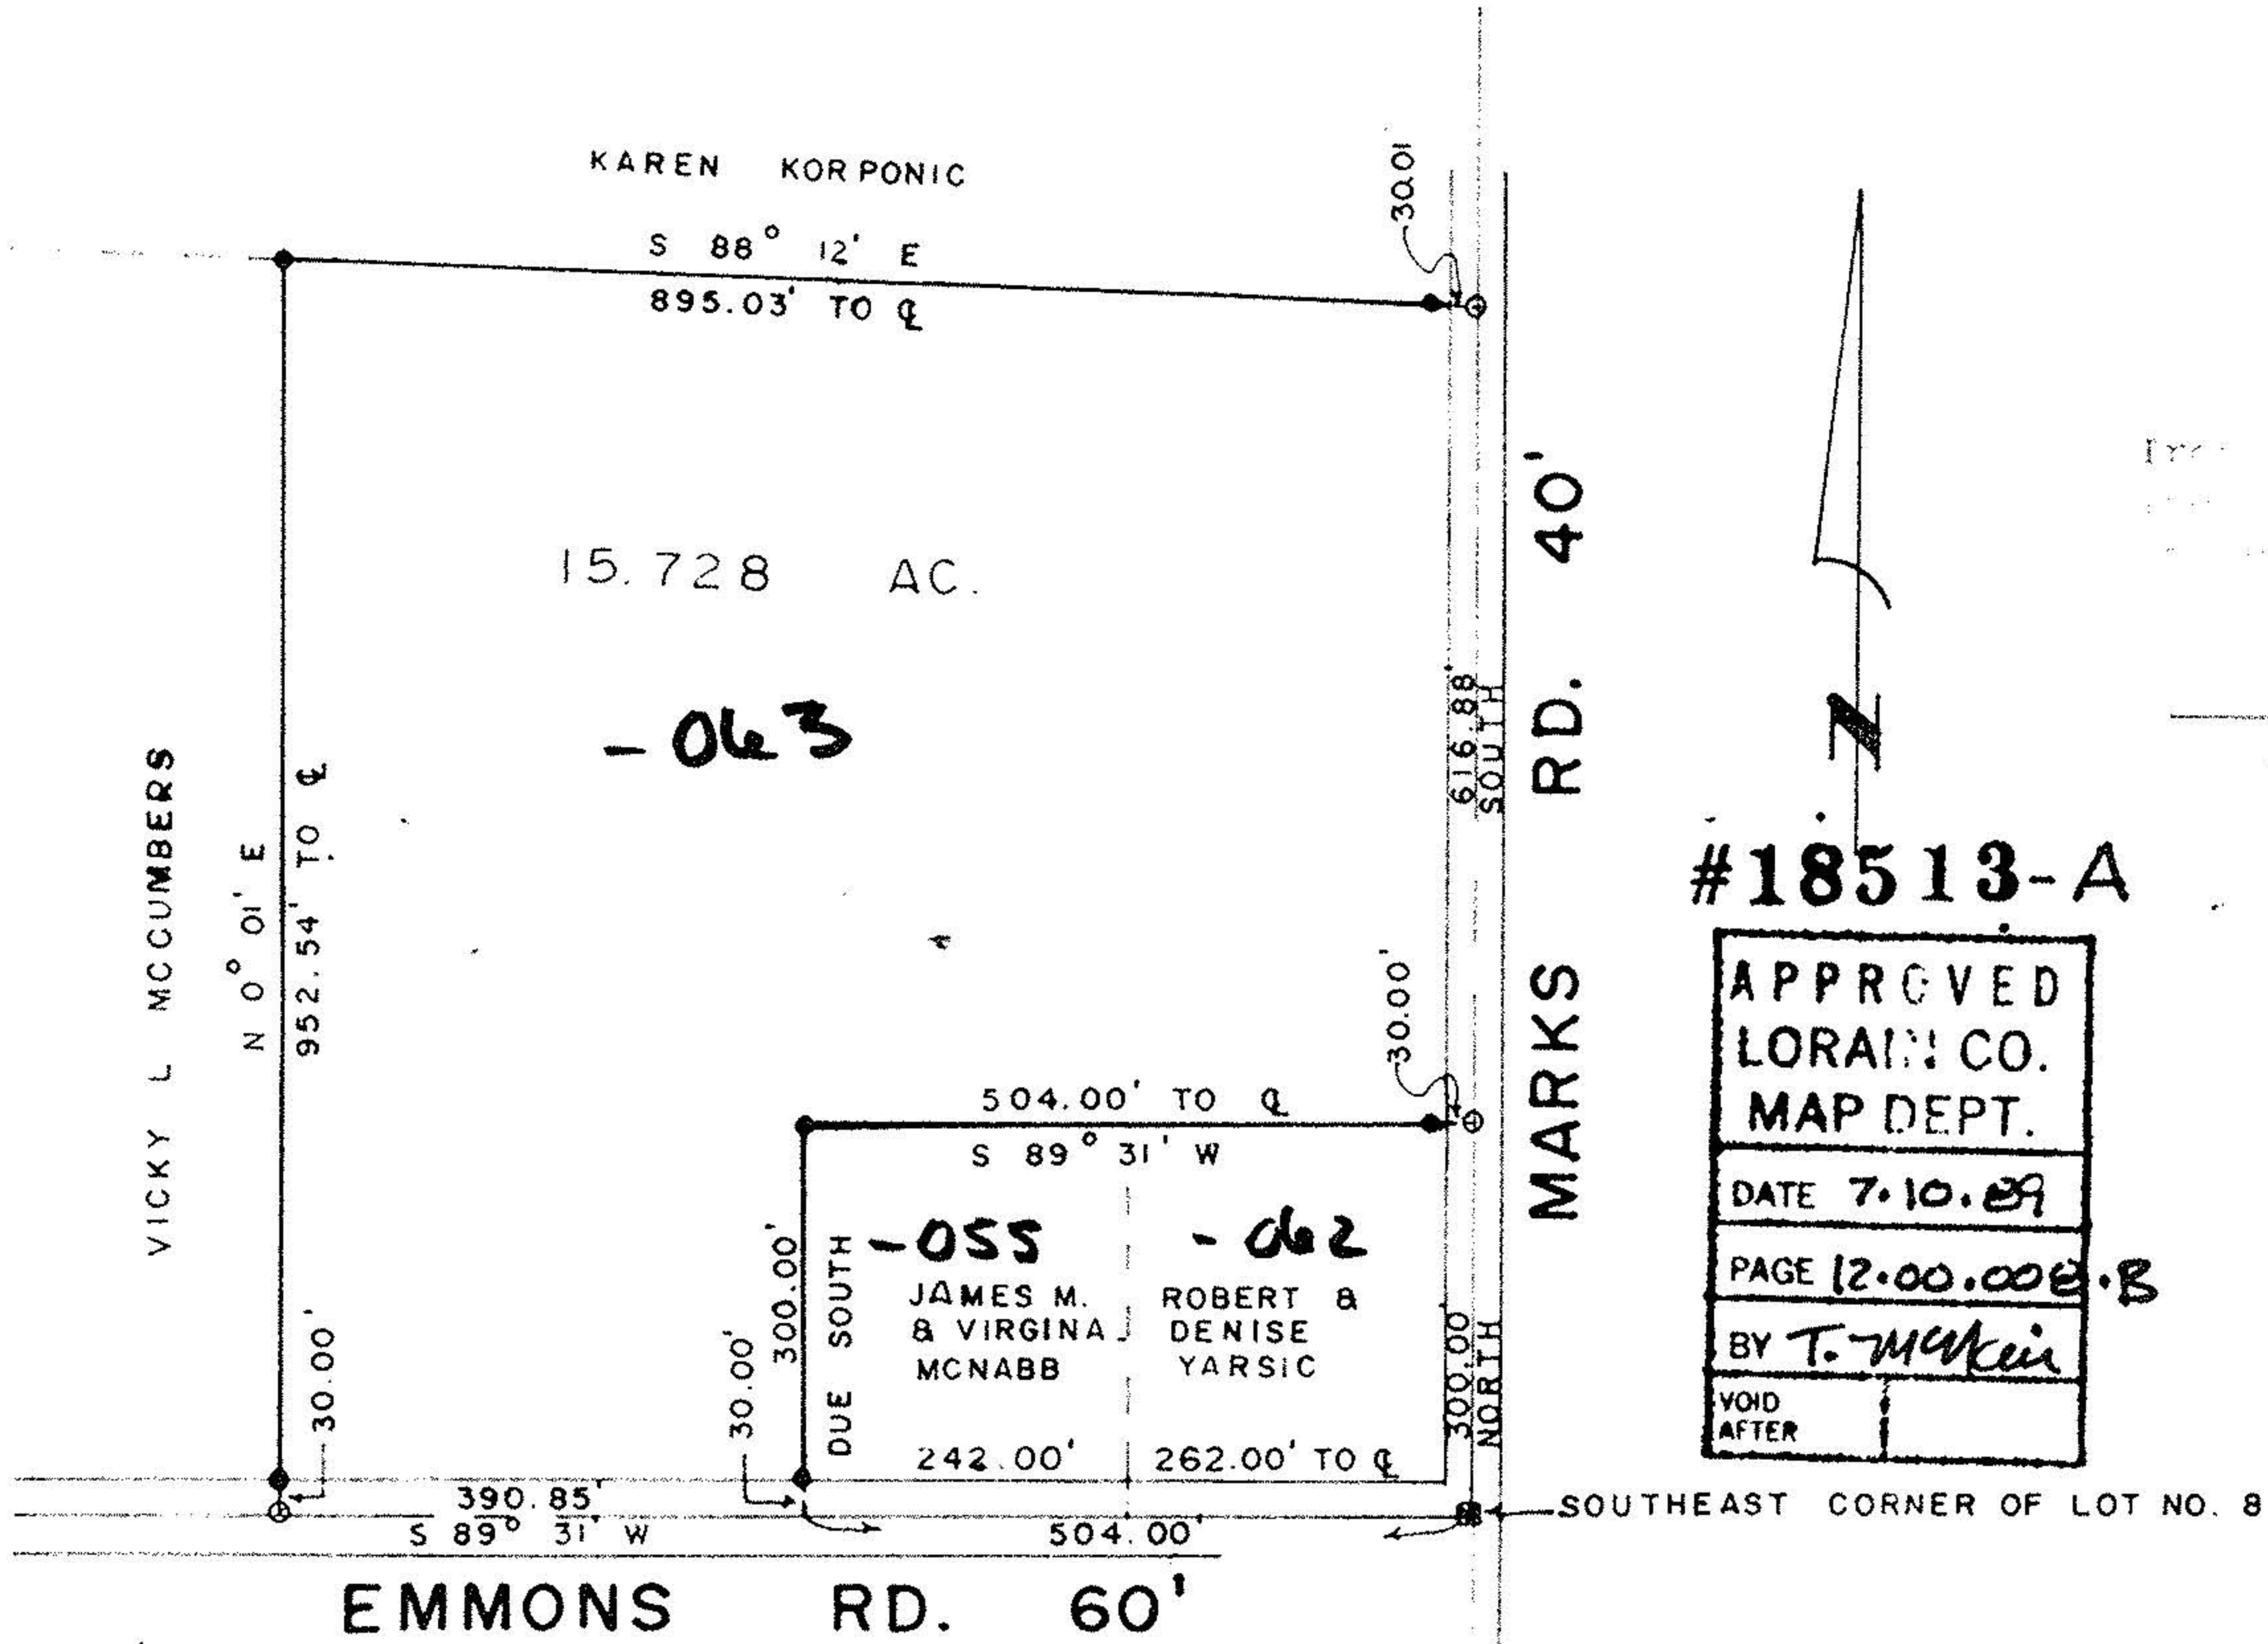 KAREN KORPONIC
S 88° 12' E
895.03' TO ℄
30.01
15.728 AC.
-063
VICKY L MCCUMBERS
N 0° 01' E
952.54' TO ℄
616.88'
SOUTH
MARKS RD. 40'
N
#18513-A
APPROVED
LORAIN CO.
MAP DEPT.
DATE 7.10.89
PAGE 12.00.008.B
BY T.
VOID
AFTER
30.00'
504.00' TO ℄
S 89° 31' W
-055
JAMES M.
& VIRGINA
MCNABB
-062
ROBERT &
DENISE
YARSIC
300.00'
DUE SOUTH
30.00'
30.00'
300.00'
NORTH
242.00'
262.00' TO ℄
390.85'
S 89° 31' W
504.00'
SOUTHEAST CORNER OF LOT NO. 8
EMMONS RD. 60'